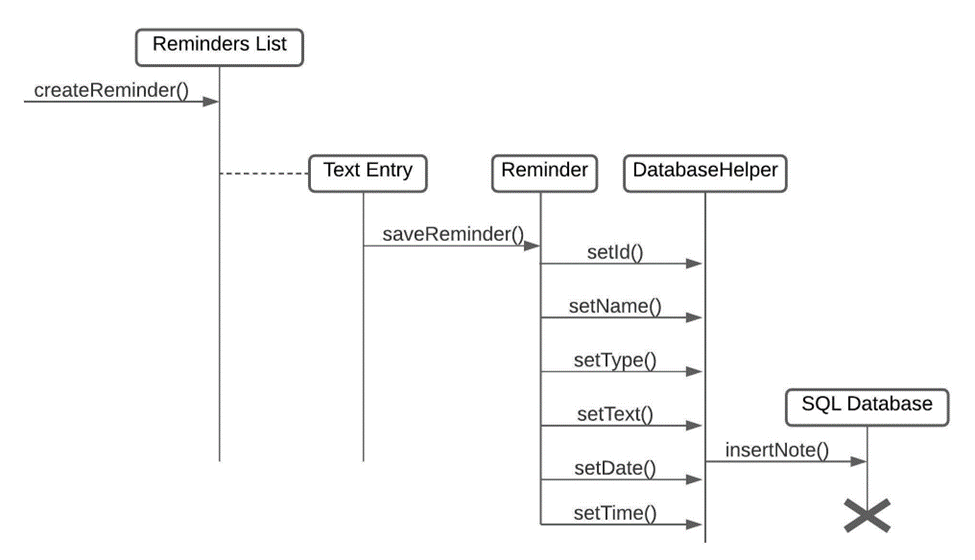 Reminders List
createReminder()
Text Entry
Reminder
DatabaseHelper
saveReminder()
setId()
setName()
setType()
setText()
SQL Database
insertNote()
setDate()
setTime()